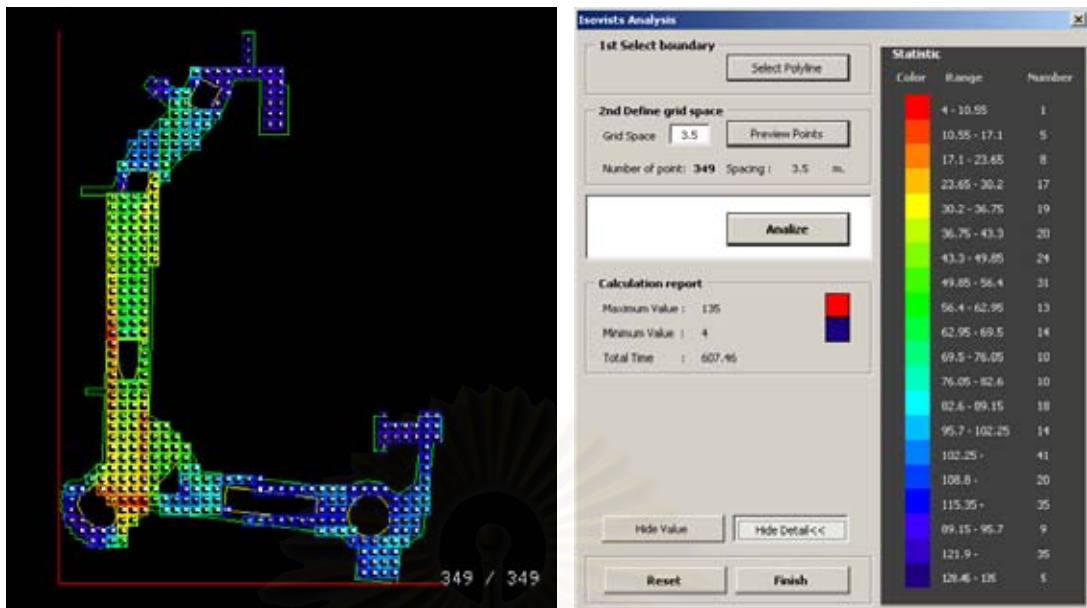 349 / 349
Isovists Analysis
1st Select boundary
Select Polyline
2nd Define grid space
Grid Space 3.5 Preview Points
Number of point: 349 Spacing : 3.5 m.
Analize
Calculation report
Maximum Value : 135
Minimum Value : 4
Total Time : 607.46
Hide Value Hide Detail<<
Reset Finish
Statistic
Color Range Number
4 - 10.55 1
10.55 - 17.1 5
17.1 - 23.65 8
23.65 - 30.2 17
30.2 - 36.75 19
36.75 - 43.3 20
43.3 - 49.85 24
49.85 - 56.4 31
56.4 - 62.95 13
62.95 - 69.5 14
69.5 - 76.05 10
76.05 - 82.6 10
82.6 - 89.15 18
95.7 - 102.25 14
102.25 - 41
108.8 - 20
115.35 - 35
89.15 - 95.7 9
121.9 - 35
128.45 - 135 5